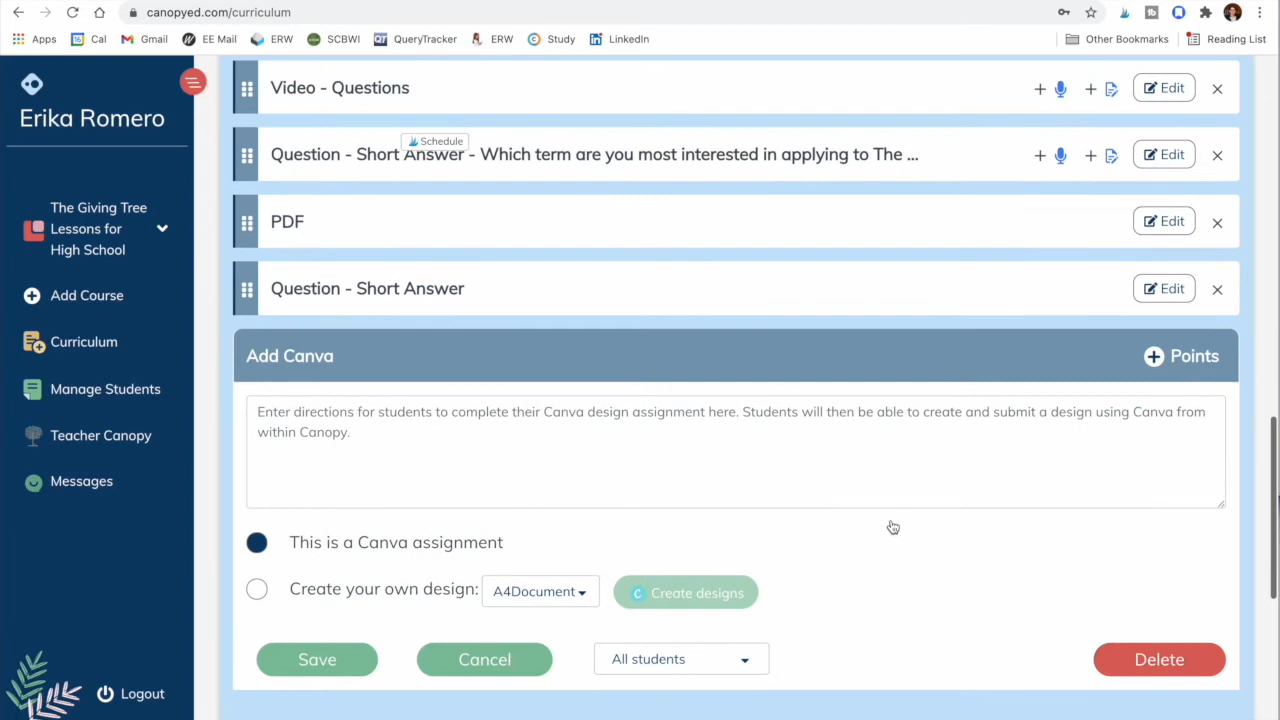 canopyed.com/curriculum
Apps
16 Cal
Gmail
EE Mail
ERW
SCBWI
QT QueryTracker
ERW
Study
LinkedIn
Other Bookmarks
Reading List
Erika Romero
The Giving Tree
Lessons for
High School
Add Course
Curriculum
Manage Students
Teacher Canopy
Messages
Logout
Video - Questions
Edit
Schedule
Question - Short Answer - Which term are you most interested in applying to The ...
Edit
PDF
Edit
Question - Short Answer
Edit
Add Canva
Points
Enter directions for students to complete their Canva design assignment here. Students will then be able to create and submit a design using Canva from
within Canopy.
This is a Canva assignment
Create your own design:
A4Document
C Create designs
Save
Cancel
All students
Delete